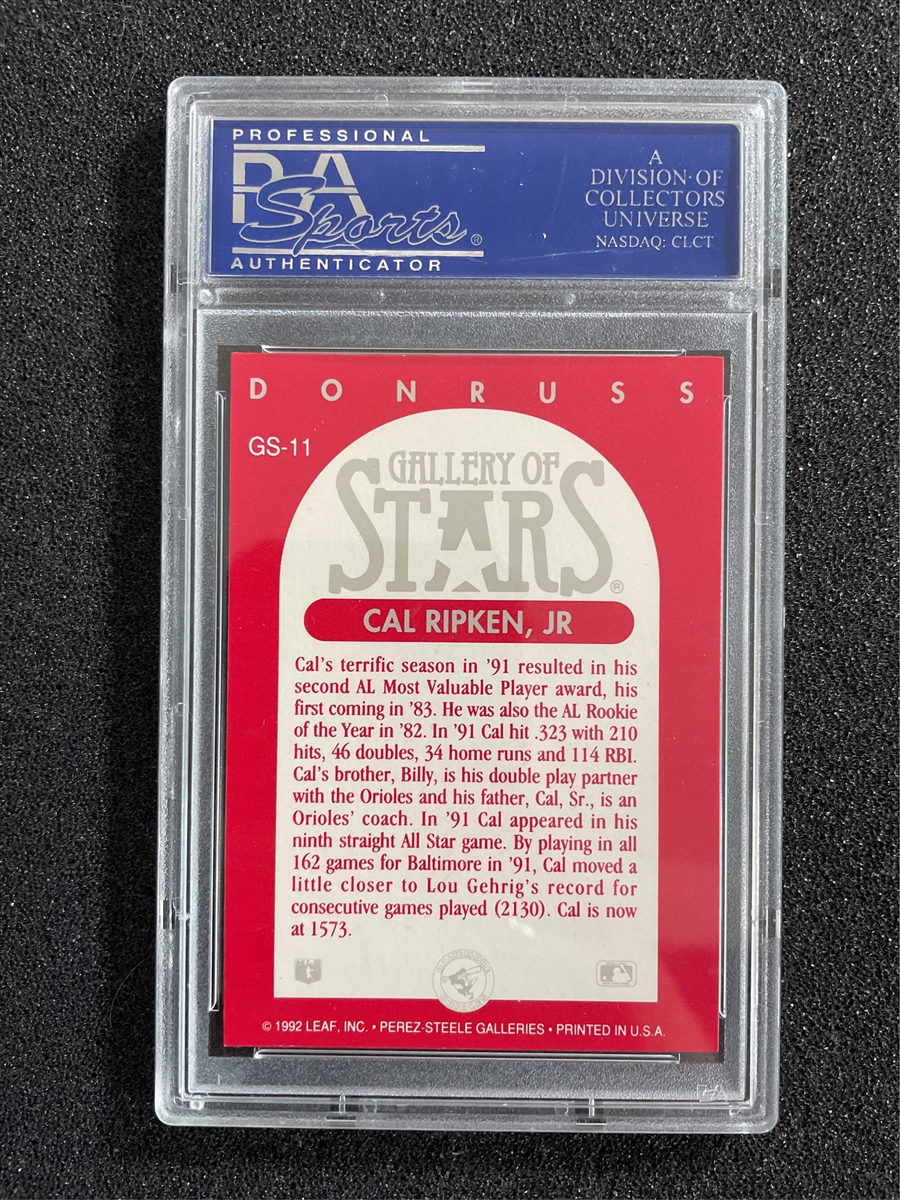 PROFESSIONAL
PSA
Sports®
AUTHENTICATOR
A
DIVISION·OF
COLLECTORS
UNIVERSE
NASDAQ: CLCT
DONRUSS
GS-11
GALLERY OF
STARS®
CAL RIPKEN, JR
Cal's terrific season in '91 resulted in his
second AL Most Valuable Player award, his
first coming in '83. He was also the AL Rookie
of the Year in '82. In '91 Cal hit .323 with 210
hits, 46 doubles, 34 home runs and 114 RBI.
Cal's brother, Billy, is his double play partner
with the Orioles and his father, Cal, Sr., is an
Orioles' coach. In '91 Cal appeared in his
ninth straight All Star game. By playing in all
162 games for Baltimore in '91, Cal moved a
little closer to Lou Gehrig's record for
consecutive games played (2130). Cal is now
at 1573.
© 1992 LEAF, INC. • PEREZ-STEELE GALLERIES • PRINTED IN U.S.A.